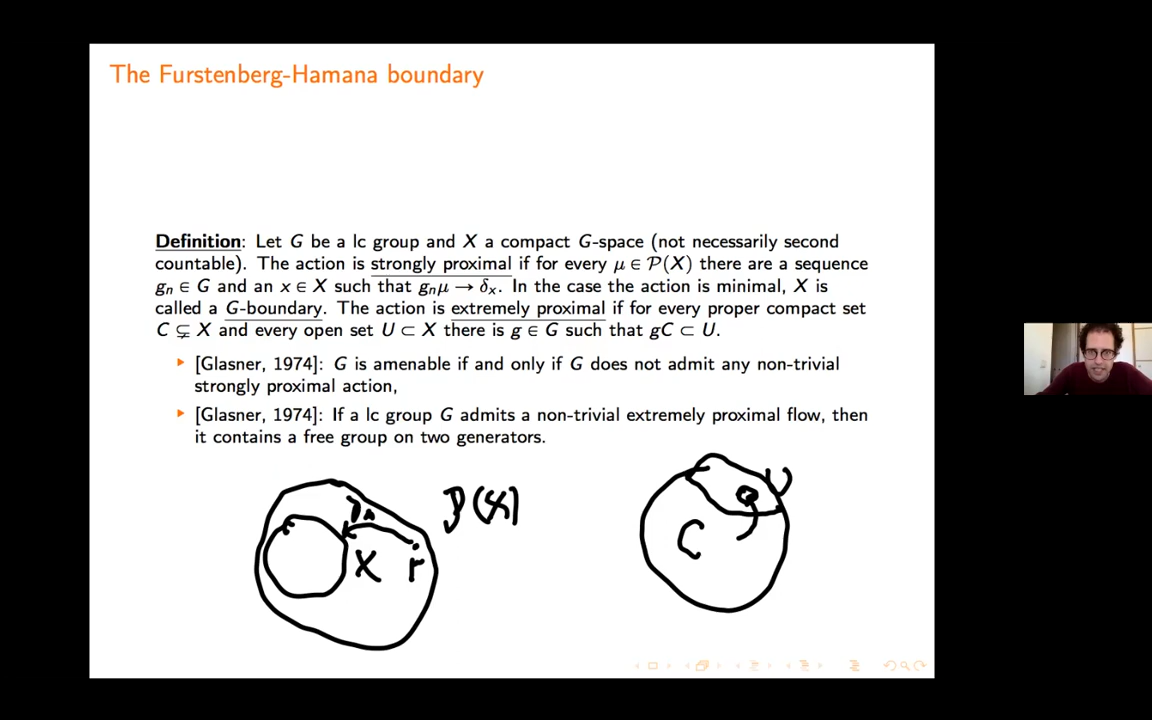 The Furstenberg-Hamana boundary
Definition: Let G be a lc group and X a compact G-space (not necessarily second
countable). The action is strongly proximal if for every μ ∈ 𝒫(X) there are a sequence
gₙ ∈ G and an x ∈ X such that gₙμ → δₓ. In the case the action is minimal, X is
called a G-boundary. The action is extremely proximal if for every proper compact set
C ⊊ X and every open set U ⊂ X there is g ∈ G such that gC ⊂ U.
[Glasner, 1974]: G is amenable if and only if G does not admit any non-trivial
strongly proximal action,
[Glasner, 1974]: If a lc group G admits a non-trivial extremely proximal flow, then
it contains a free group on two generators.
P(X)
U
X
C